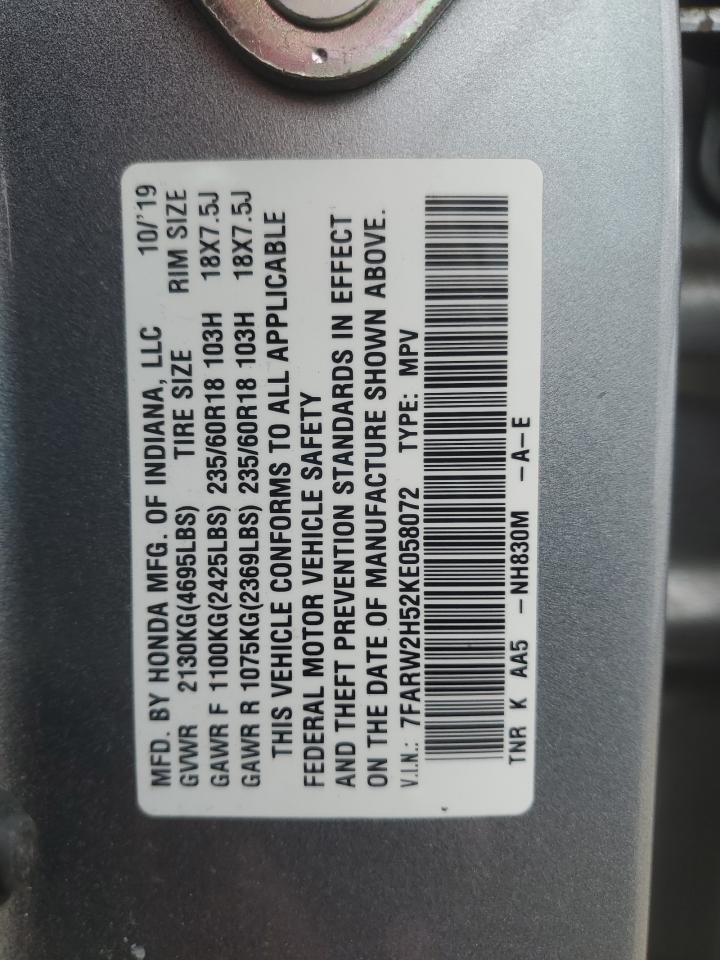 MFD. BY HONDA MFG. OF INDIANA, LLC 10/'19
GVWR 2130KG(4695LBS) TIRE SIZE RIM SIZE
GAWR F 1100KG(2425LBS) 235/60R18 103H 18X7.5J
GAWR R 1075KG(2369LBS) 235/60R18 103H 18X7.5J
THIS VEHICLE CONFORMS TO ALL APPLICABLE
FEDERAL MOTOR VEHICLE SAFETY
AND THEFT PREVENTION STANDARDS IN EFFECT
ON THE DATE OF MANUFACTURE SHOWN ABOVE.
V.I.N.: 7FARW2H52KE058072 TYPE: MPV
TNR K AA5 -NH830M -A-E